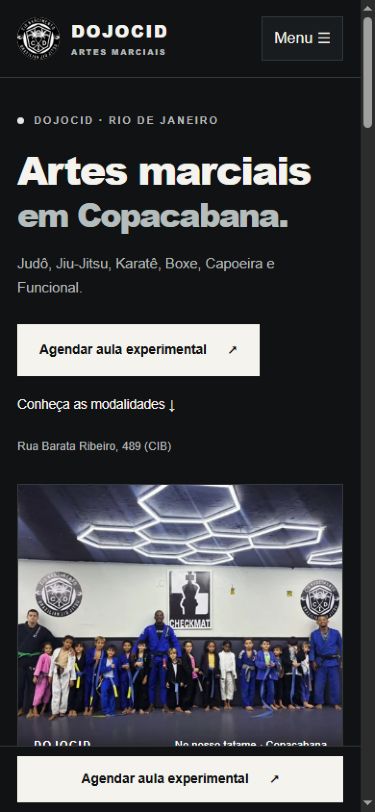 DOJOCID
ARTES MARCIAIS
Menu ☰
DOJOCID · RIO DE JANEIRO
Artes marciais
em Copacabana.
Judô, Jiu-Jitsu, Karatê, Boxe, Capoeira e
Funcional.
Agendar aula experimental ↗
Conheça as modalidades ↓
Rua Barata Ribeiro, 489 (CIB)
CHECKMAT
DOJOCID
No nosso tatame · Copacabana
Agendar aula experimental ↗